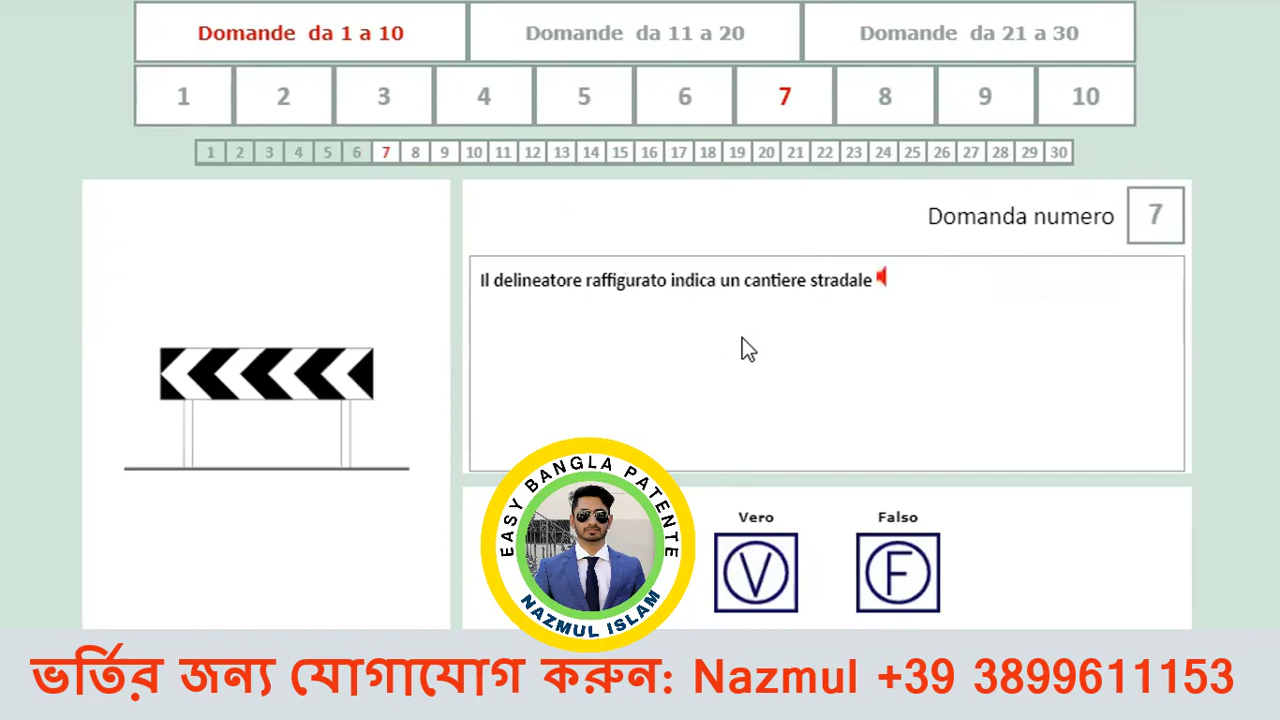 Domande da 1 a 10 Domande da 11 a 20 Domande da 21 a 30
1 2 3 4 5 6 7 8 9 10
1 2 3 4 5 6 7 8 9 10 11 12 13 14 15 16 17 18 19 20 21 22 23 24 25 26 27 28 29 30
Domanda numero 7
Il delineatore raffigurato indica un cantiere stradale
EASY BANGLA PATENTE
NAZMUL ISLAM
Vero Falso
V F
ভর্তির জন্য যোগাযোগ করুন: Nazmul +39 3899611153